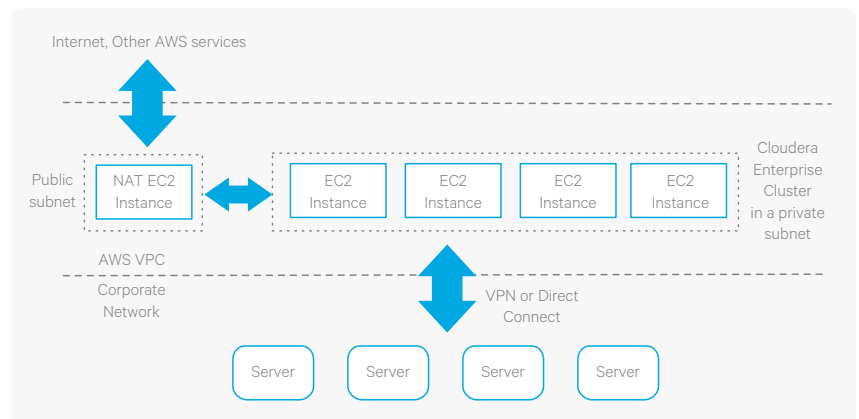 Internet, Other AWS services
Public
subnet
NAT EC2
Instance
EC2
Instance
EC2
Instance
EC2
Instance
EC2
Instance
Cloudera
Enterprise
Cluster
in a private
subnet
AWS VPC
Corporate
Network
VPN or Direct
Connect
Server
Server
Server
Server